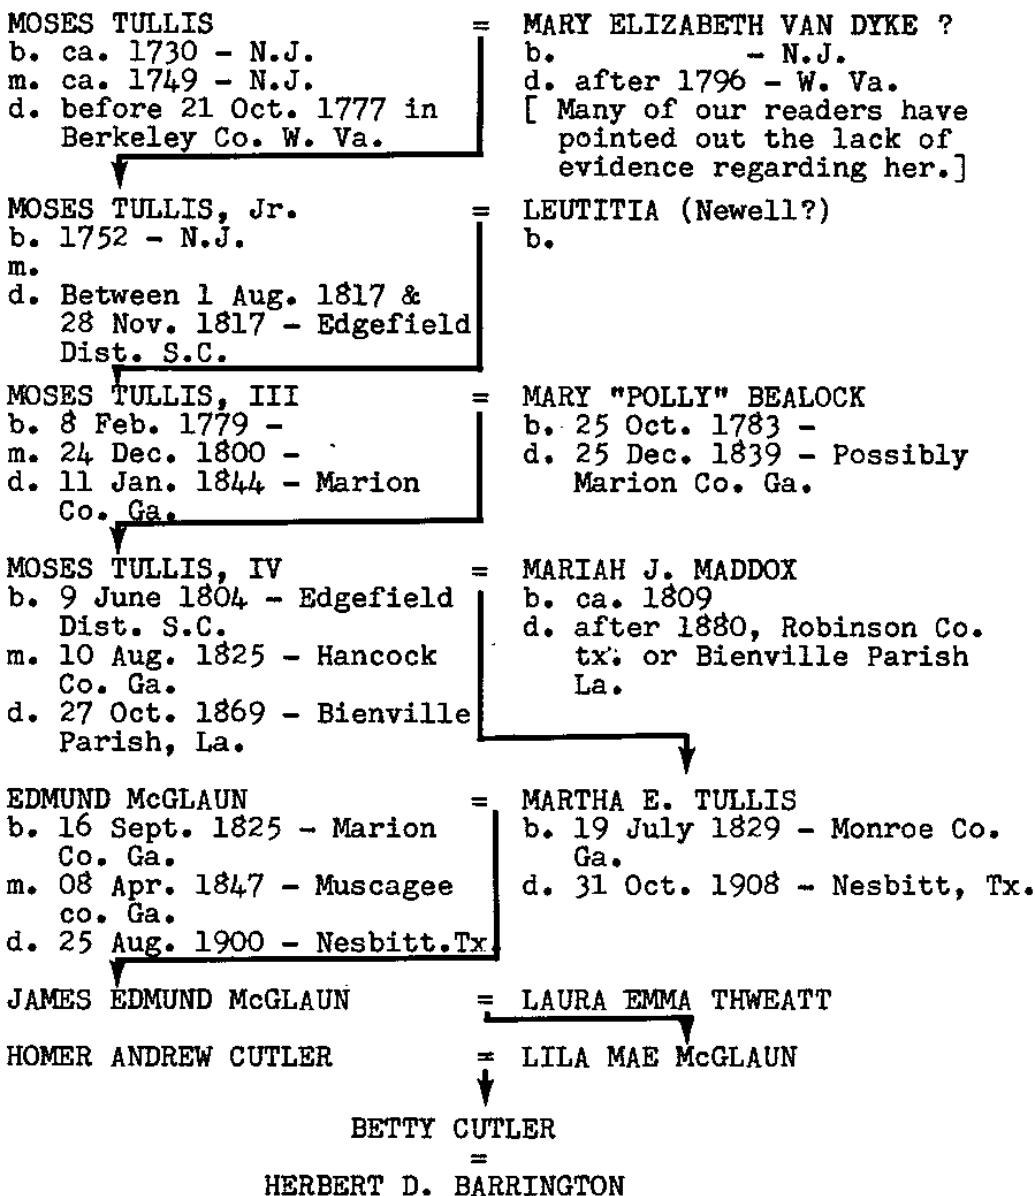 MOSES TULLIS = MARY ELIZABETH VAN DYKE ?
b. ca. 1730 - N.J.
m. ca. 1749 - N.J.
d. before 21 Oct. 1777 in
Berkeley Co. W. Va.
b. - N.J.
d. after 1796 - W. Va.
[ Many of our readers have
pointed out the lack of
evidence regarding her.]
MOSES TULLIS, Jr. = LEUTITIA (Newell?)
b. 1752 - N.J.
m.
d. Between 1 Aug. 1817 &
28 Nov. 1817 - Edgefield
Dist. S.C.
b.
MOSES TULLIS, III = MARY "POLLY" BEALOCK
b. 8 Feb. 1779 -
m. 24 Dec. 1800 -
d. 11 Jan. 1844 - Marion
Co. Ga.
b. 25 Oct. 1783 -
d. 25 Dec. 1839 - Possibly
Marion Co. Ga.
MOSES TULLIS, IV = MARIAH J. MADDOX
b. 9 June 1804 - Edgefield
Dist. S.C.
m. 10 Aug. 1825 - Hancock
Co. Ga.
d. 27 Oct. 1869 - Bienville
Parish, La.
b. ca. 1809
d. after 1880, Robinson Co.
tx. or Bienville Parish
La.
EDMUND McGLAUN = MARTHA E. TULLIS
b. 16 Sept. 1825 - Marion
Co. Ga.
m. 08 Apr. 1847 - Muscagee
co. Ga.
d. 25 Aug. 1900 - Nesbitt.Tx.
b. 19 July 1829 - Monroe Co.
Ga.
d. 31 Oct. 1908 - Nesbitt, Tx.
JAMES EDMUND McGLAUN = LAURA EMMA THWEATT
HOMER ANDREW CUTLER = LILA MAE McGLAUN
BETTY CUTLER
=
HERBERT D. BARRINGTON